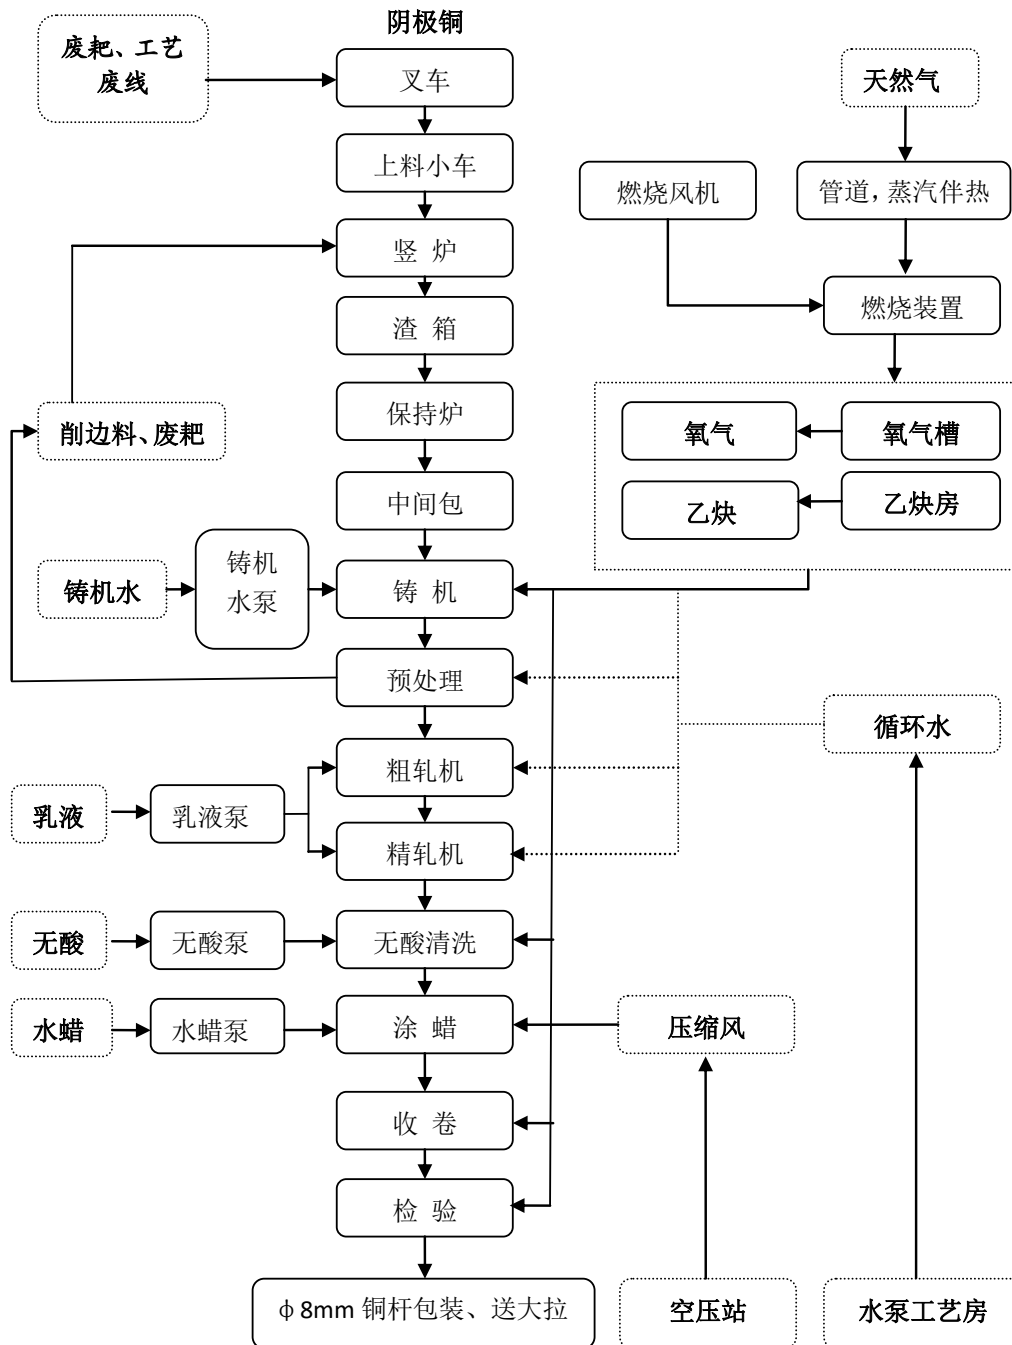 阴极铜
废耙、工艺
废线
叉车
天然气
上料小车
燃烧风机
管道，蒸汽伴热
竖 炉
渣 箱
燃烧装置
保持炉
削边料、废耙
氧气
氧气槽
中间包
乙炔
乙炔房
铸机水
铸机
水泵
铸 机
预处理
循环水
粗轧机
乳液
乳液泵
精轧机
无酸
无酸泵
无酸清洗
水蜡
水蜡泵
涂 蜡
压缩风
收 卷
检 验
ф 8mm 铜杆包装、送大拉
空压站
水泵工艺房